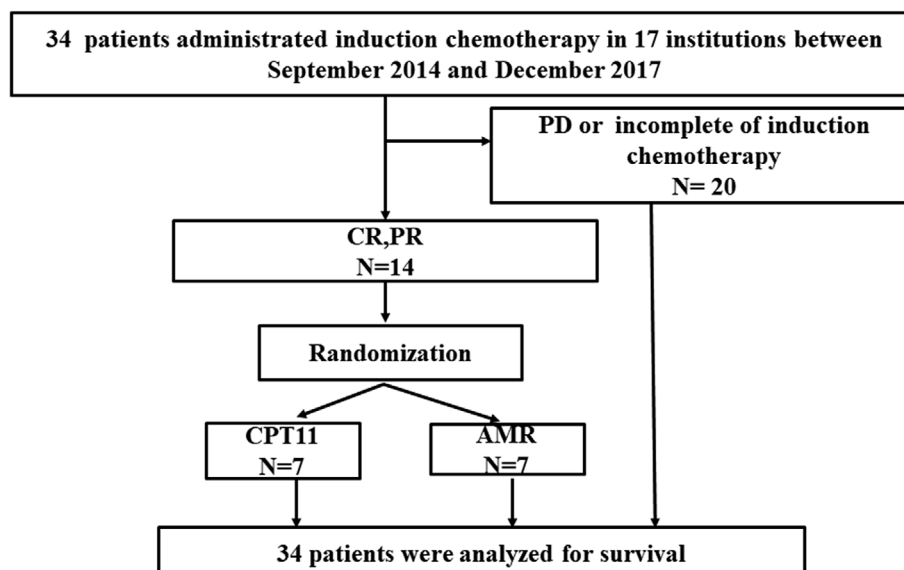 34 patients administrated induction chemotherapy in 17 institutions between
September 2014 and December 2017
PD or incomplete of induction
chemotherapy
N= 20
CR,PR
N=14
Randomization
CPT11
N=7
AMR
N=7
34 patients were analyzed for survival